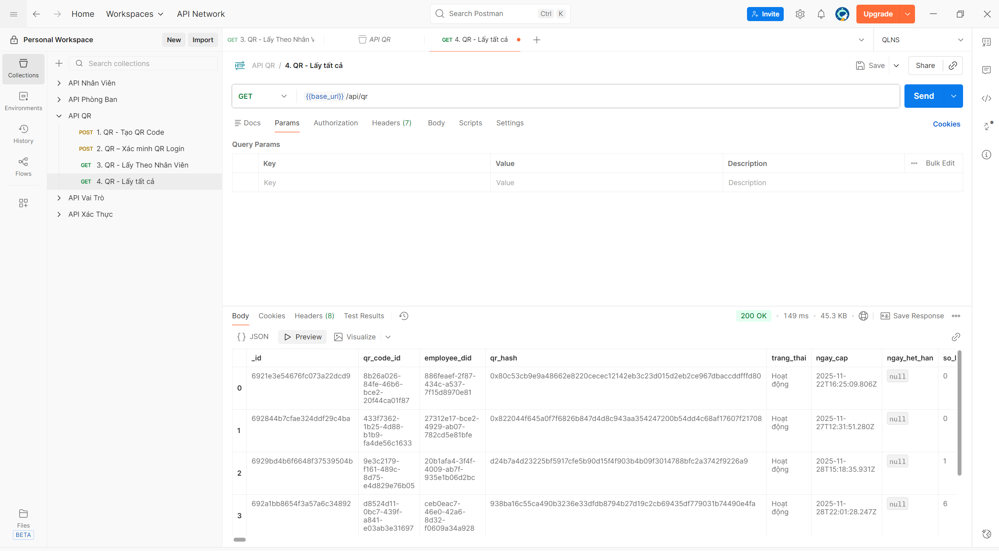 Home
Workspaces
API Network
Search Postman
Ctrl K
Invite
Upgrade
Personal Workspace
New
Import
GET 3. QR - Lấy Theo Nhân V
API QR
GET 4. QR - Lấy tất cả
QLNS
Collections
Environments
History
Flows
Files
BETA
Search collections
API Nhân Viên
API Phòng Ban
API QR
POST 1. QR - Tạo QR Code
POST 2. QR – Xác minh QR Login
GET 3. QR - Lấy Theo Nhân Viên
GET 4. QR - Lấy tất cả
API Vai Trò
API Xác Thực
HTTP API QR / 4. QR - Lấy tất cả
Save
Share
GET {{base_url}}/api/qr
Send
Docs Params Authorization Headers (7) Body Scripts Settings
Cookies
Query Params
Key Value Description Bulk Edit
Key Value Description
Body Cookies Headers (8) Test Results
200 OK 149 ms 45.3 KB e.g. Save Response
{} JSON Preview Visualize
_id qr_code_id employee_did qr_hash trang_thai ngay_cap ngay_het_han so_l
0
6921e3e54676fc073a22dcd9
8b26a026-
84fe-46b6-
bce2-
20f44ca01f87
886feaef-2f87-
434c-a537-
7f15d8970e81
0x80c53cb9e9a48662e8220cecec12142eb3c23d015d2eb2ce967dbaccddfffd80
Hoạt
động
2025-11-
22T16:25:09.806Z
null
0
1
692844b7cfae324ddf29c4ba
433f7362-
1b25-4d88-
b1b9-
fa4de56c1633
27312e17-bce2-
4929-ab07-
782cd5e81bfe
0x822044f645a0f7f6826b847d4d8c943aa354247200b54dd4c68af17607f21708
Hoạt
động
2025-11-
27T12:31:51.280Z
null
0
2
6929bd4b6f6648f37539504b
9e3c2179-
f161-489c-
8d75-
e4d829e76b05
20b1afa4-3f4f-
4009-ab7f-
935e1b06d2bc
d24b7a4d23225bf5917cfe5b90d15f4f903b4b09f3014788bfc2a3742f9226a9
Hoạt
động
2025-11-
28T15:18:35.931Z
null
1
3
692a1bb8654f3a57a6c34892
d8524d11-
0bc7-439f-
a841-
e03ab3e31697
ceb0eac7-
46e0-42a6-
8d32-
f0609a34a928
938ba16c55ca490b3236e33dfdb8794b27d19c2cb69435df779031b74490e4fa
Hoạt
động
2025-11-
28T22:01:28.247Z
null
6